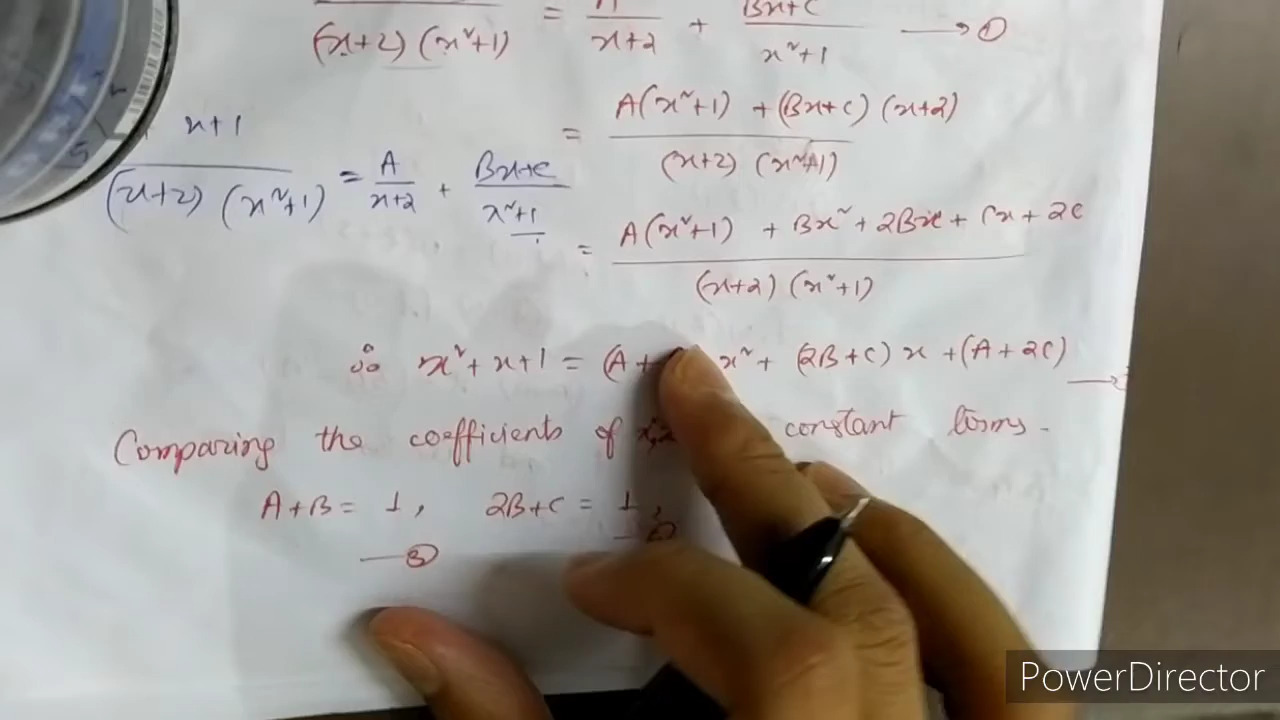 (x+2) (x²+1) = A/x+2 + Bx+C/x²+1 → ①
= A(x²+1) + (Bx+C) (x+2) / (x+2) (x²+1)
x+1 / (x+2) (x²+1) = A/x+2 + Bx+C/x²+1
= A(x²+1) + Bx² + 2Bx + Cx + 2C / (x+2) (x²+1)
∴ x²+x+1 = (A+ x² + (2B+C) x + (A+2C) →
Comparing the coefficients of constant terms.
A+B = 1, 2B+C = 1,
—③
PowerDirector